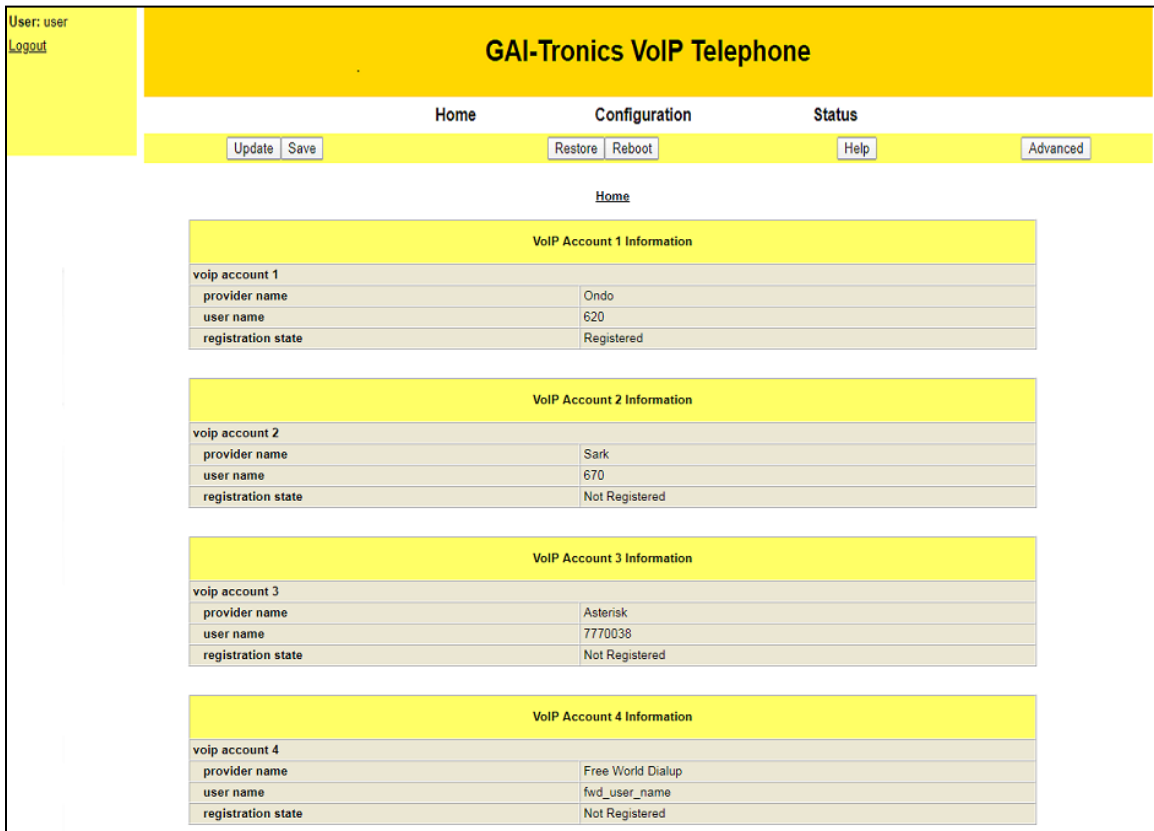 User: user
Logout
GAI-Tronics VoIP Telephone
Home Configuration Status
Update Save Restore Reboot Help Advanced
Home
VoIP Account 1 Information
voip account 1
provider name Ondo
user name 620
registration state Registered
VoIP Account 2 Information
voip account 2
provider name Sark
user name 670
registration state Not Registered
VoIP Account 3 Information
voip account 3
provider name Asterisk
user name 7770038
registration state Not Registered
VoIP Account 4 Information
voip account 4
provider name Free World Dialup
user name fwd_user_name
registration state Not Registered